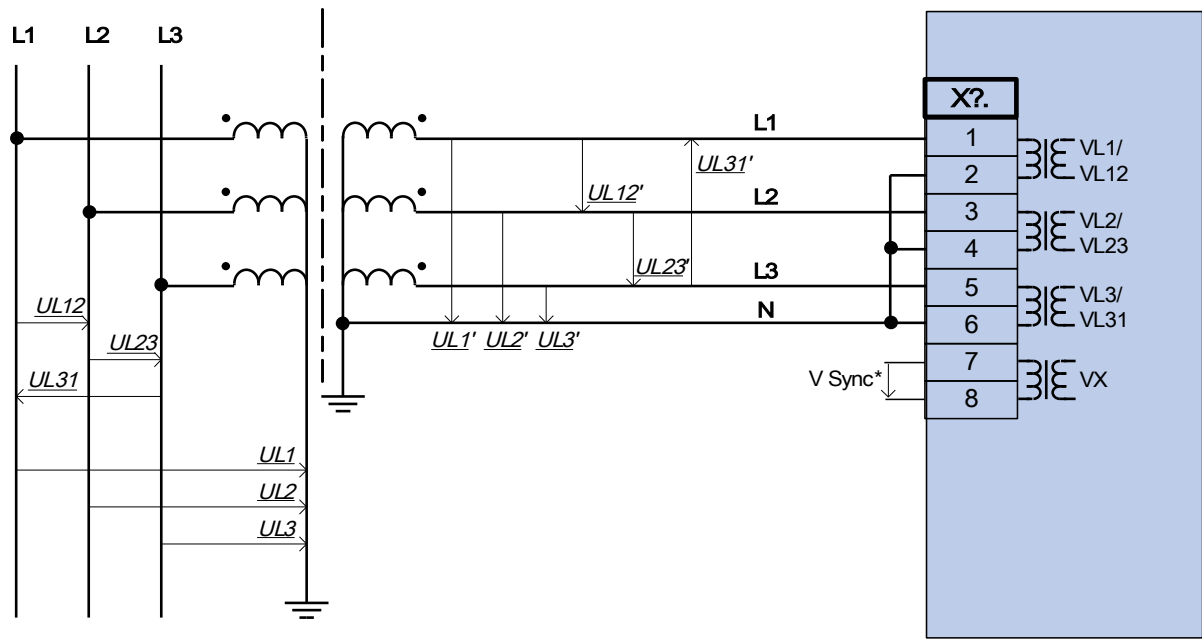 L1 L2 L3
X?.
L1
1
VL1/
UL31'
2
VL12
UL12'
L2
3
VL2/
4
VL23
UL23'
L3
5
VL3/
UL12
N
6
VL31
UL23
UL1' UL2' UL3'
7
UL31
V Sync*
VX
8
UL1
UL2
UL3